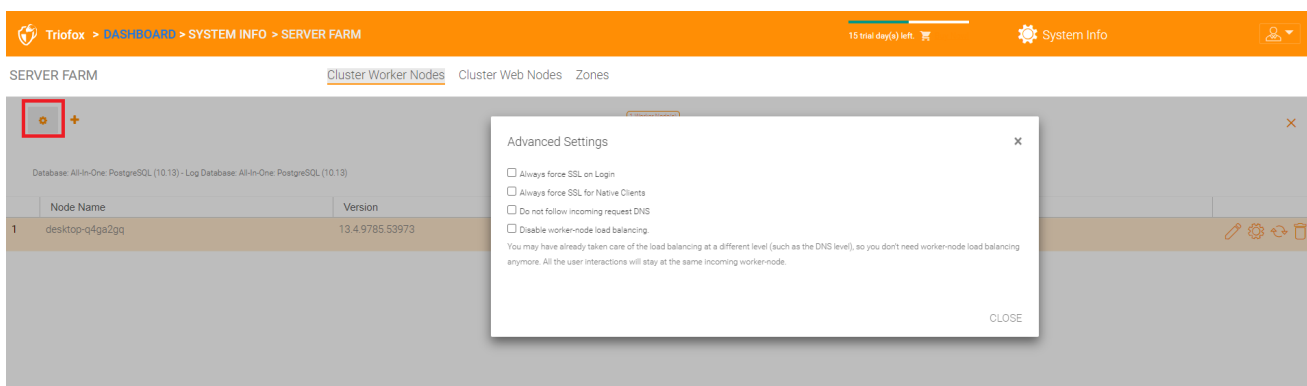 Triofox > DASHBOARD > SYSTEM INFO > SERVER FARM
15 trial day(s) left.
System Info
SERVER FARM
Cluster Worker Nodes Cluster Web Nodes Zones
Advanced Settings
Always force SSL on Login
Always force SSL for Native Clients
Do not follow incoming request DNS
Disable worker-node load balancing.
You may have already taken care of the load balancing at a different level (such as the DNS level), so you don't need worker-node load balancing
anymore. All the user interactions will stay at the same incoming worker-node.
CLOSE
Database: All-In-One: PostgreSQL (10.13) - Log Database: All-In-One: PostgreSQL (10.13)
Node Name Version
1 desktop-q4ga2gq 13.4.9785.53973